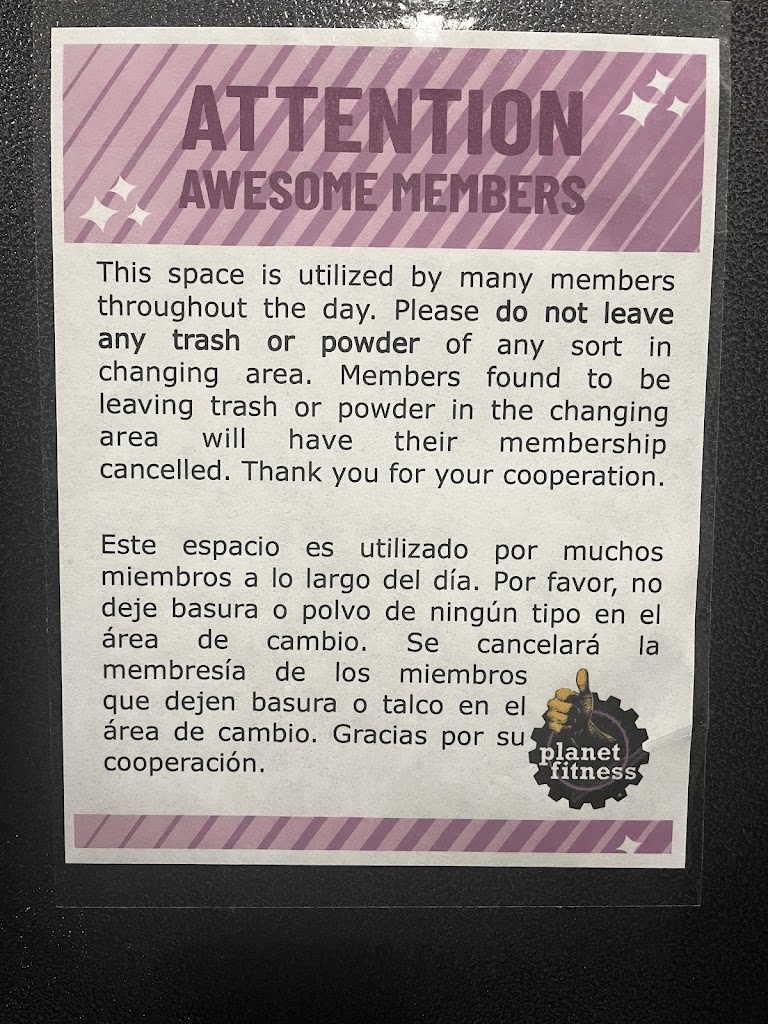 ATTENTION
AWESOME MEMBERS
This space is utilized by many members
throughout the day. Please do not leave
any trash or powder of any sort in
changing area. Members found to be
leaving trash or powder in the changing
area will have their membership
cancelled. Thank you for your cooperation.
Este espacio es utilizado por muchos
miembros a lo largo del día. Por favor, no
deje basura o polvo de ningún tipo en el
área de cambio. Se cancelará la
membresía de los miembros
que dejen basura o talco en el
área de cambio. Gracias por su
cooperación.
planet
fitness